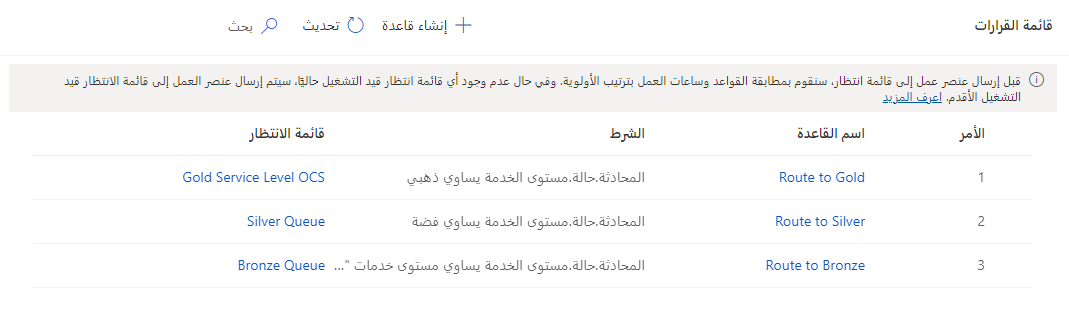 قائمة القرارات
إنشاء قاعدة تحديث بحث
قبل إرسال عنصر عمل إلى قائمة انتظار، سنقوم بمطابقة القواعد وساعات العمل بترتيب الأولوية. وفي حال عدم وجود أي قائمة انتظار قيد التشغيل حاليًا، سيتم إرسال عنصر العمل إلى قائمة الانتظار قيد
التشغيل الأقدم. اعرف المزيد
الأمر اسم القاعدة الشرط قائمة الانتظار
1 Route to Gold المحادثة.حالة.مستوى الخدمة يساوي ذهبي Gold Service Level OCS
2 Route to Silver المحادثة.حالة.مستوى الخدمة يساوي فضة Silver Queue
3 Route to Bronze المحادثة.حالة.مستوى الخدمة يساوي مستوى خدمات "... Bronze Queue